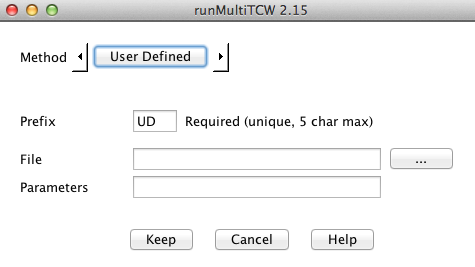 runMultiTCW 2.15
Method User Defined
Prefix UD Required (unique, 5 char max)
File ...
Parameters
Keep Cancel Help